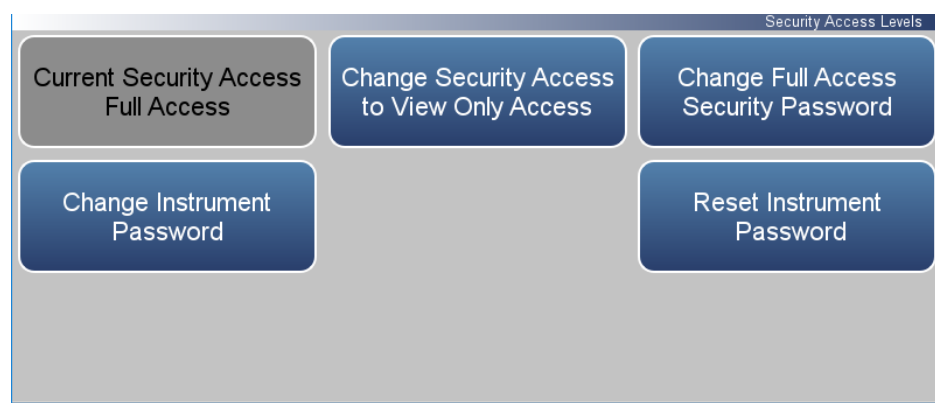 Security Access Levels
Current Security Access
Full Access
Change Security Access
to View Only Access
Change Full Access
Security Password
Change Instrument
Password
Reset Instrument
Password